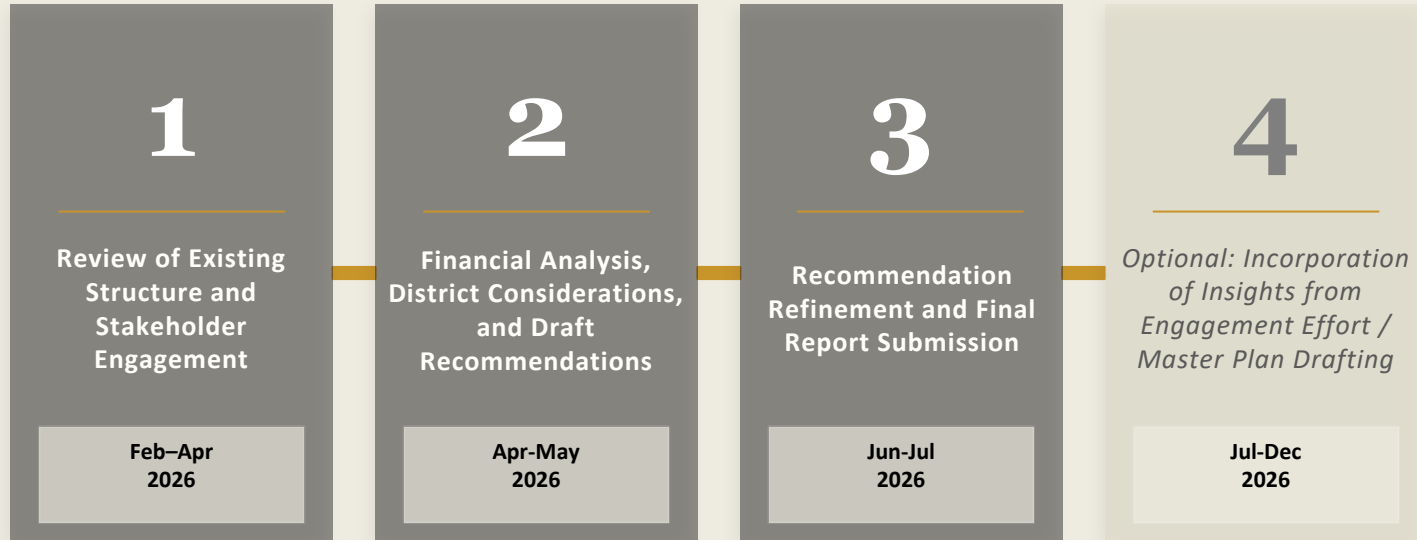 1
Review of Existing
Structure and
Stakeholder
Engagement
Feb–Apr
2026
2
Financial Analysis,
District Considerations,
and Draft
Recommendations
Apr-May
2026
3
Recommendation
Refinement and Final
Report Submission
Jun-Jul
2026
4
Optional: Incorporation
of Insights from
Engagement Effort /
Master Plan Drafting
Jul-Dec
2026